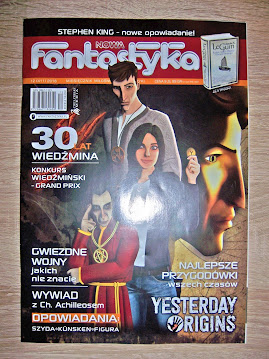 STEPHEN KING - nowe opowiadanie!
NOWA
Fantastyka
LeGuin
30 LAT
WIEDŹMINA
KONKURS
WIEDŹMIŃSKI
- GRAND PRIX
GWIEZDNE
WOJNY
jakich
nie znacie
WYWIAD
z Ch. Achilleosem
OPOWIADANIA
SZYDA•KÜNSKEN•FIGURA
NAJLEPSZE
PRZYGODÓWKI
wszech czasów
YESTERDAY
ORIGINS